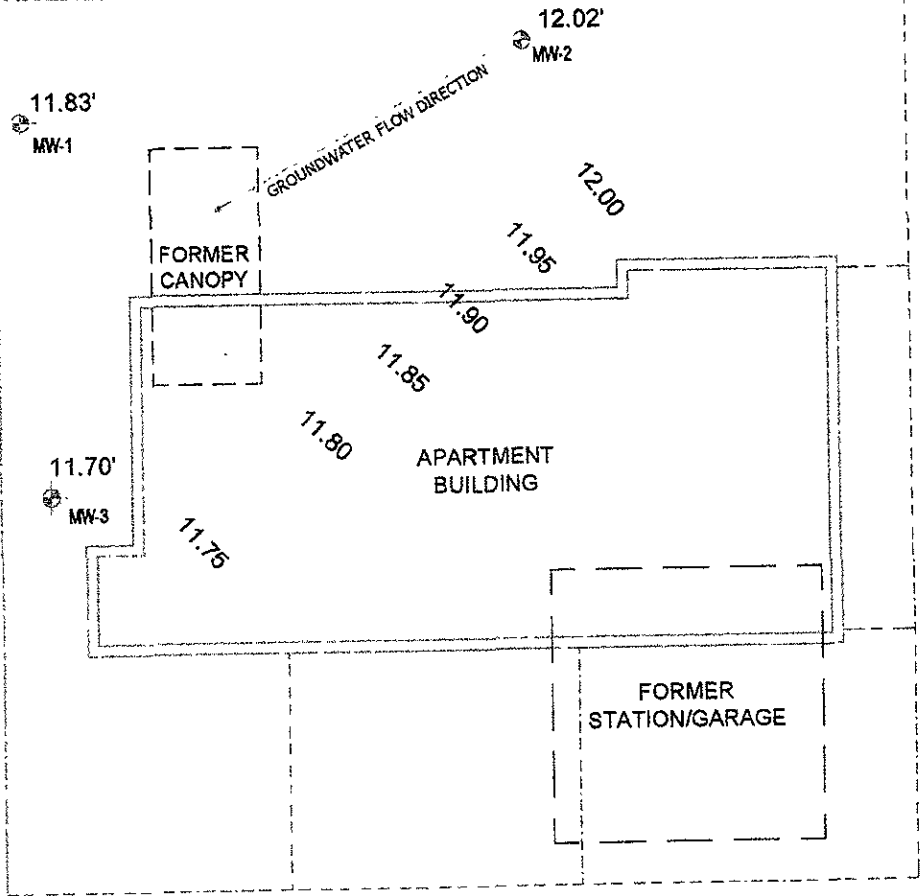 12.02'
MW-2
11.83'
MW-1
GROUNDWATER FLOW DIRECTION
12.00
11.95
FORMER
CANOPY
11.90
11.85
11.80
APARTMENT
BUILDING
11.70'
MW-3
11.75
FORMER
STATION/GARAGE